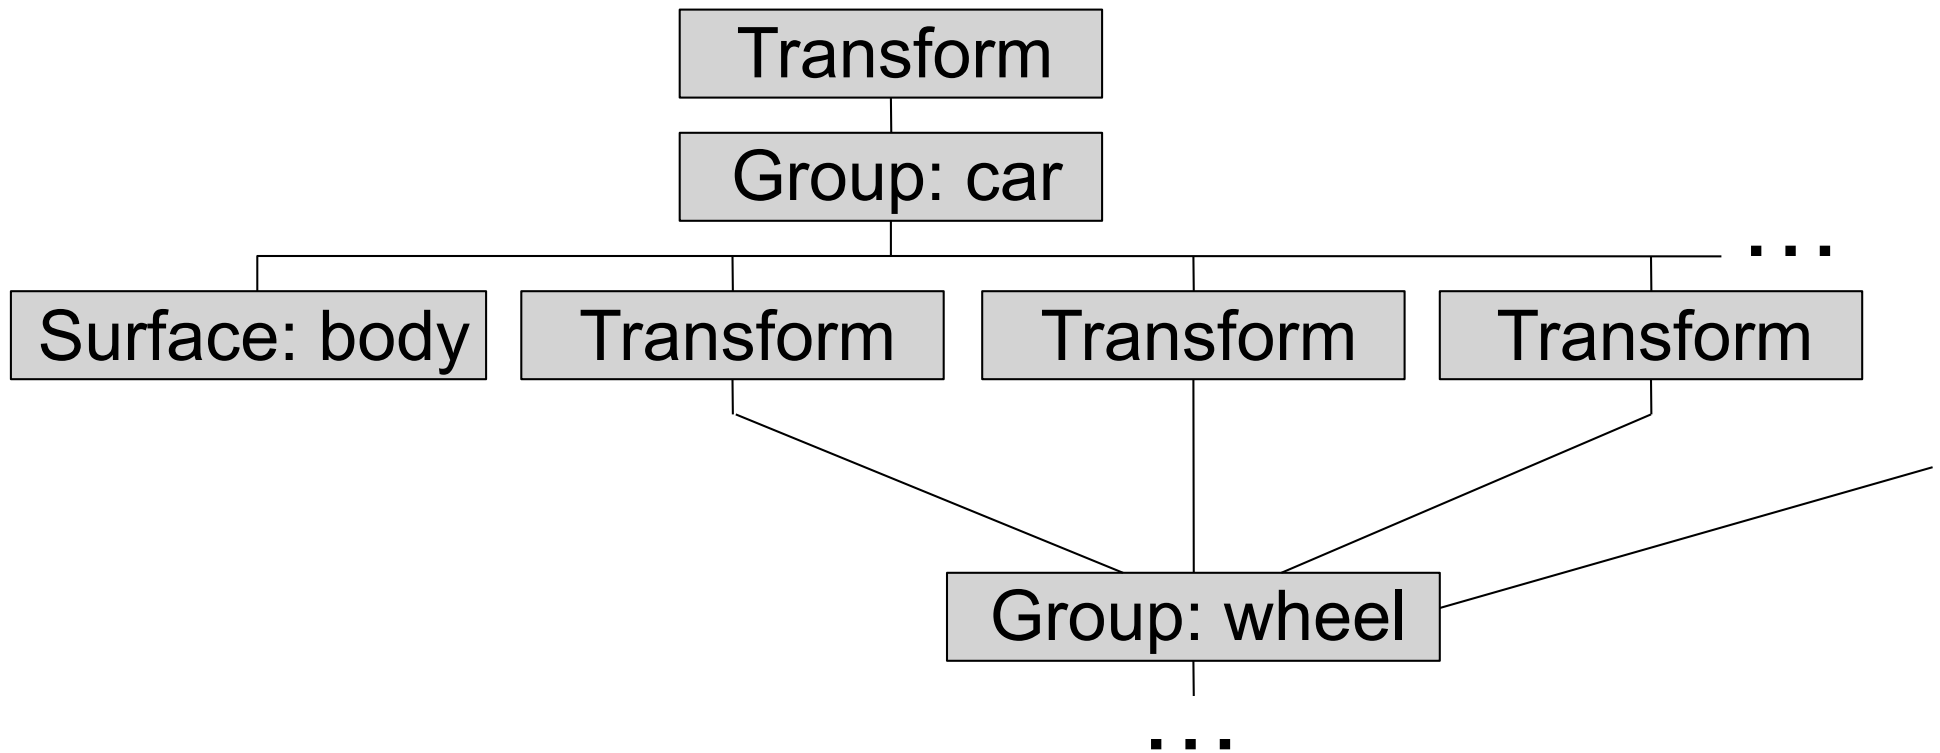 Transform
Group: car
...
Surface: body
Transform
Transform
Transform
Group: wheel
...